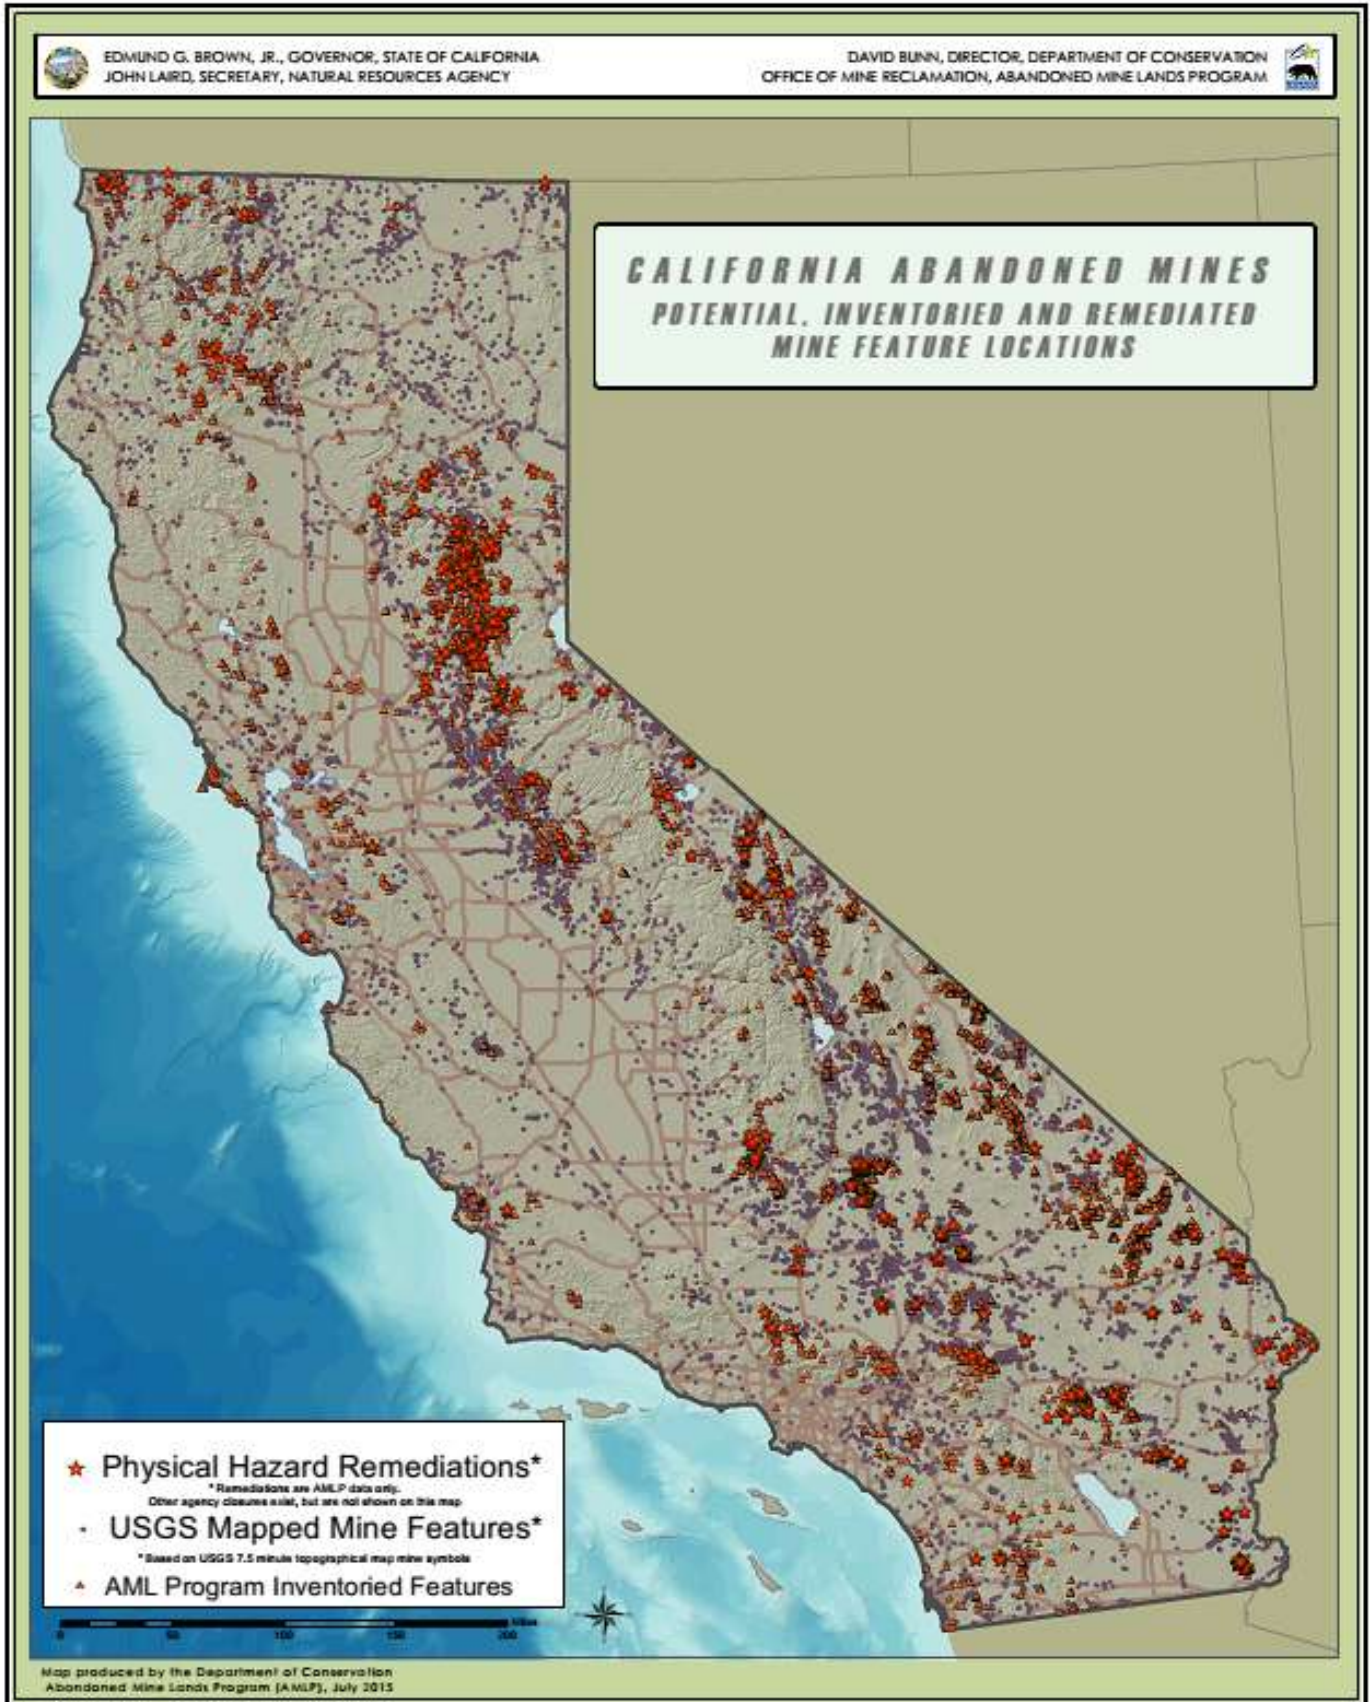 EDMUND G. BROWN, JR., GOVERNOR, STATE OF CALIFORNIA
JOHN LAIRD, SECRETARY, NATURAL RESOURCES AGENCY
DAVID BUNN, DIRECTOR, DEPARTMENT OF CONSERVATION
OFFICE OF MINE RECLAMATION, ABANDONED MINE LANDS PROGRAM
CALIFORNIA ABANDONED MINES
POTENTIAL, INVENTORIED AND REMEDIATED
MINE FEATURE LOCATIONS
Physical Hazard Remediations*
* Remediations are AMLP data only.
Other agency closures exist, but are not shown on this map
USGS Mapped Mine Features*
* Based on USGS 7.5 minute topographical map mine symbols
AML Program Inventoried Features
Miles
0 50 100 150 200
Map produced by the Department of Conservation
Abandoned Mine Lands Program (AMLP), July 2015